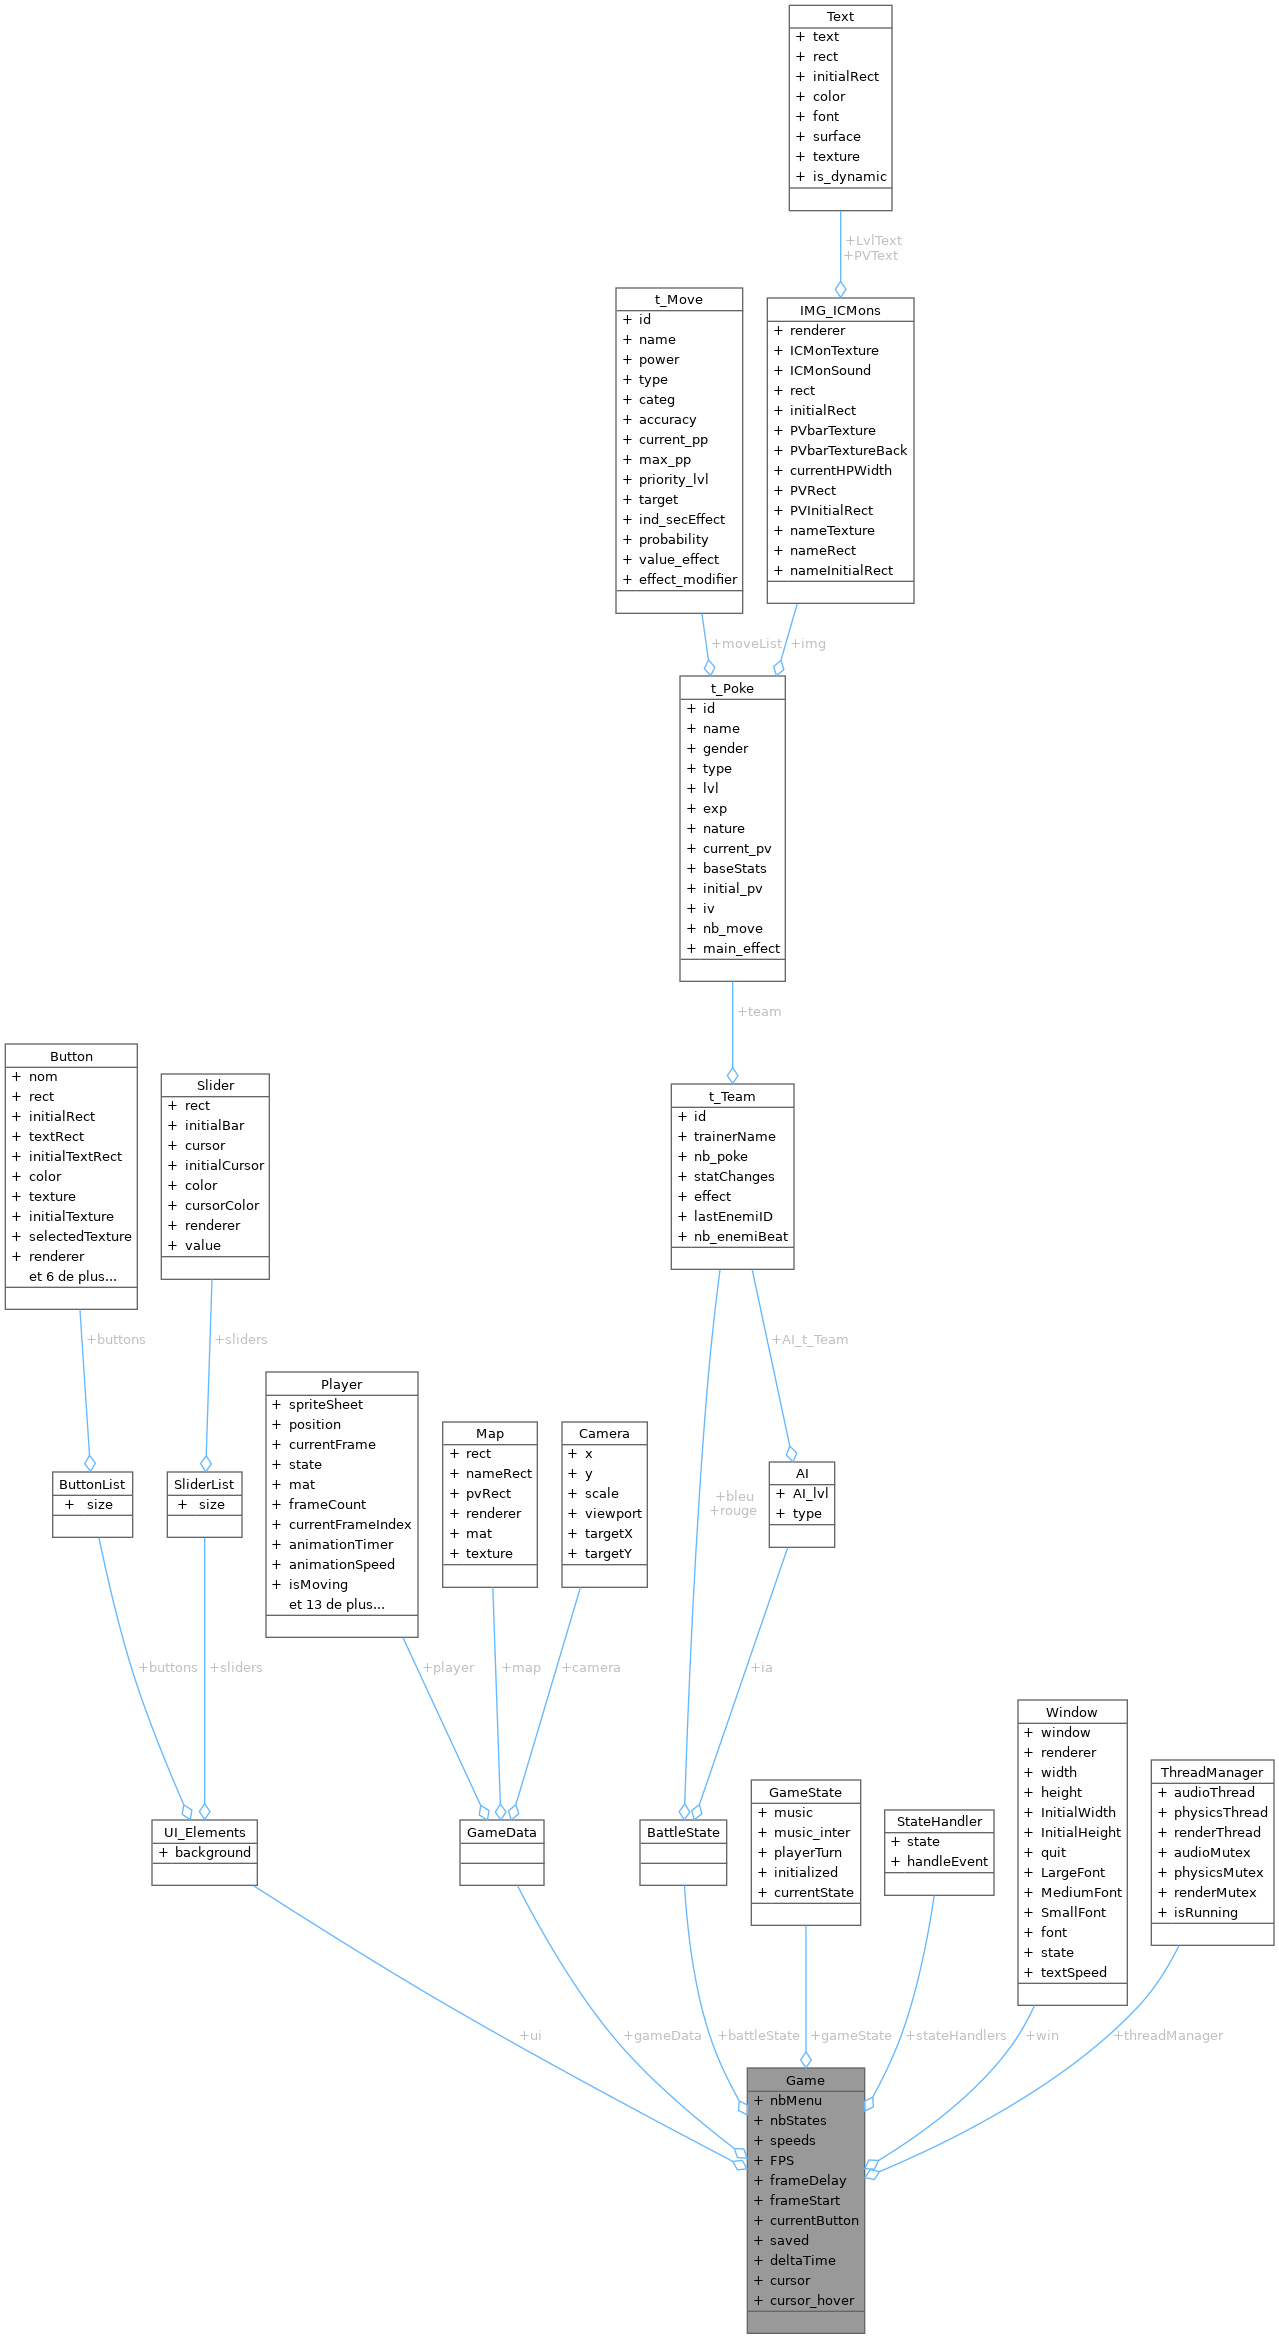 Text
+ text
+ rect
+ initialRect
+ color
+ font
+ surface
+ texture
+ is_dynamic
+LvlText
+PVText
t_Move
+ id
+ name
+ power
+ type
+ categ
+ accuracy
+ current_pp
+ max_pp
+ priority_lvl
+ target
+ ind_secEffect
+ probability
+ value_effect
+ effect_modifier
IMG_ICMons
+ renderer
+ ICMonTexture
+ ICMonSound
+ rect
+ initialRect
+ PVbarTexture
+ PVbarTextureBack
+ currentHPWidth
+ PVRect
+ PVInitialRect
+ nameTexture
+ nameRect
+ nameInitialRect
+moveList
+img
t_Poke
+ id
+ name
+ gender
+ type
+ lvl
+ exp
+ nature
+ current_pv
+ baseStats
+ initial_pv
+ iv
+ nb_move
+ main_effect
+team
Button
+ nom
+ rect
+ initialRect
+ textRect
+ initialTextRect
+ color
+ texture
+ initialTexture
+ selectedTexture
+ renderer
et 6 de plus...
Slider
+ rect
+ initialBar
+ cursor
+ initialCursor
+ color
+ cursorColor
+ renderer
+ value
t_Team
+ id
+ trainerName
+ nb_poke
+ statChanges
+ effect
+ lastEnemiID
+ nb_enemiBeat
+buttons
+sliders
+AI_t_Team
Player
+ spriteSheet
+ position
+ currentFrame
+ state
+ mat
+ frameCount
+ currentFrameIndex
+ animationTimer
+ animationSpeed
+ isMoving
et 13 de plus...
Map
+ rect
+ nameRect
+ pvRect
+ renderer
+ mat
+ texture
Camera
+ x
+ y
+ scale
+ viewport
+ targetX
+ targetY
ButtonList
+ size
SliderList
+ size
+bleu
+rouge
AI
+ AI_lvl
+ type
+buttons
+sliders
+player
+map
+camera
+ia
UI_Elements
+ background
GameData
BattleState
GameState
+ music
+ music_inter
+ playerTurn
+ initialized
+ currentState
StateHandler
+ state
+ handleEvent
Window
+ window
+ renderer
+ width
+ height
+ InitialWidth
+ InitialHeight
+ quit
+ LargeFont
+ MediumFont
+ SmallFont
+ font
+ state
+ textSpeed
ThreadManager
+ audioThread
+ physicsThread
+ renderThread
+ audioMutex
+ physicsMutex
+ renderMutex
+ isRunning
+ui
+gameData
+battleState
+gameState
+stateHandlers
+win
+threadManager
Game
+ nbMenu
+ nbStates
+ speeds
+ FPS
+ frameDelay
+ frameStart
+ currentButton
+ saved
+ deltaTime
+ cursor
+ cursor_hover